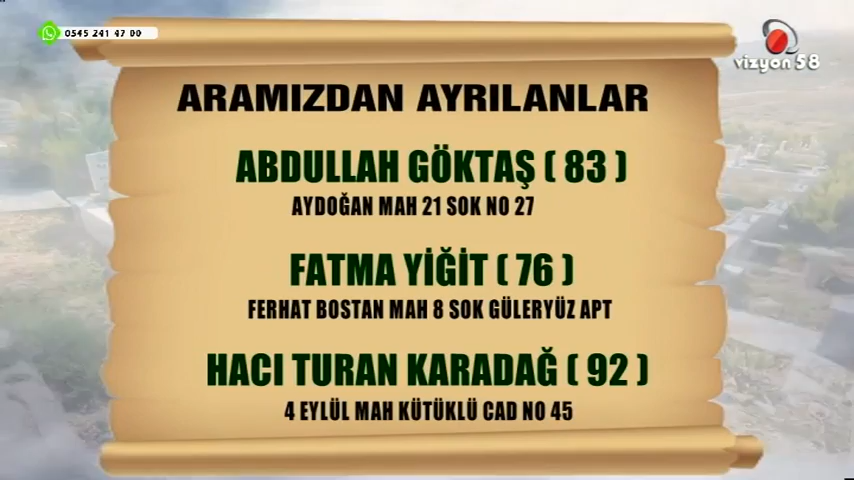 0545 241 47 00
vizyon 58
ARAMIZDAN AYRILANLAR
ABDULLAH GÖKTAŞ ( 83 )
AYDOĞAN MAH 21 SOK NO 27
FATMA YİĞİT ( 76 )
FERHAT BOSTAN MAH 8 SOK GÜLERYÜZ APT
HACI TURAN KARADAĞ ( 92 )
4 EYLÜL MAH KÜTÜKLÜ CAD NO 45